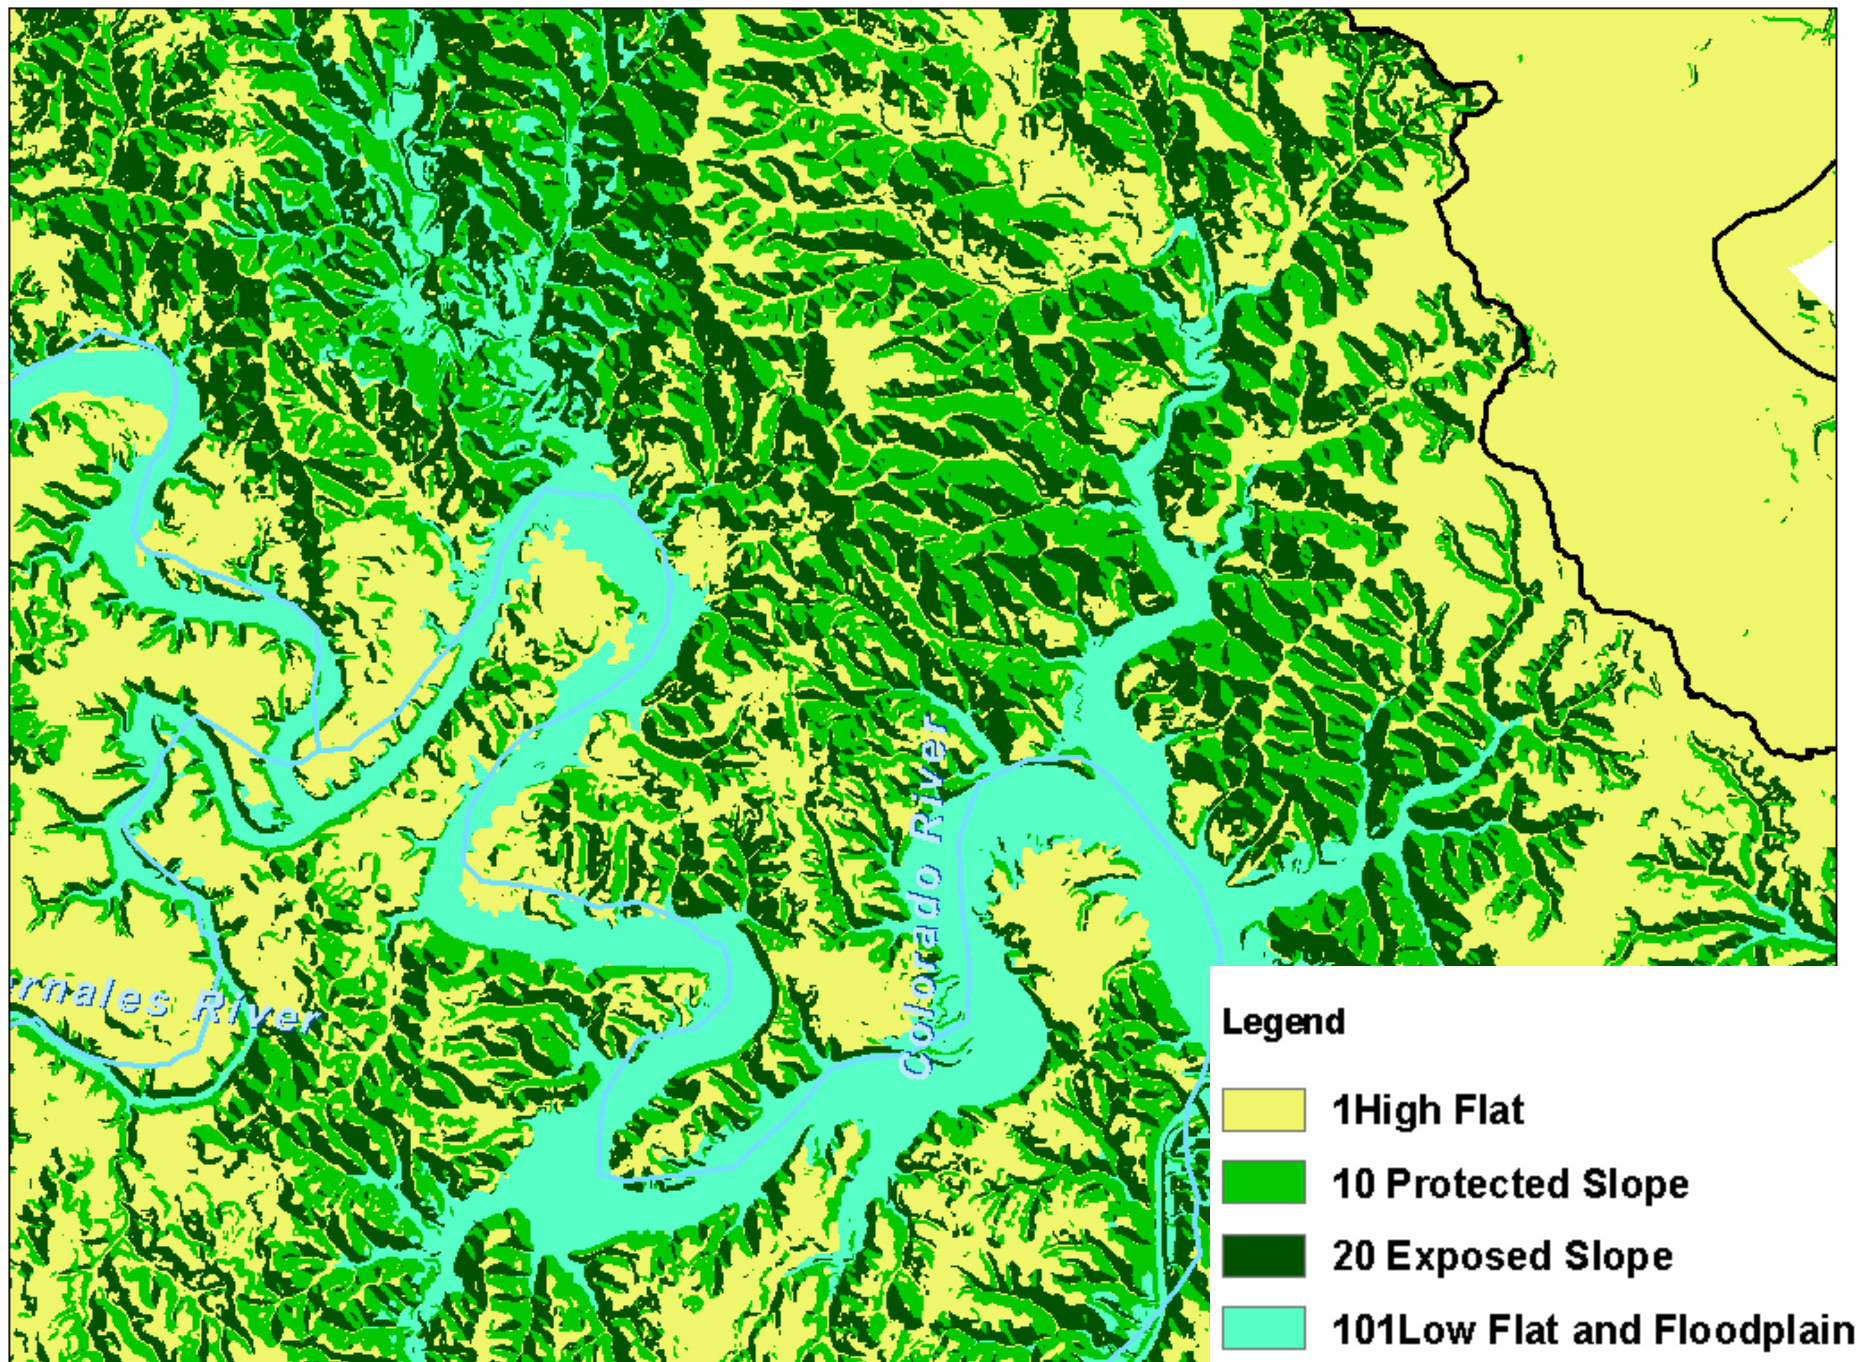 Colorado River
rnales River
Legend
1High Flat
10 Protected Slope
20 Exposed Slope
101Low Flat and Floodplain